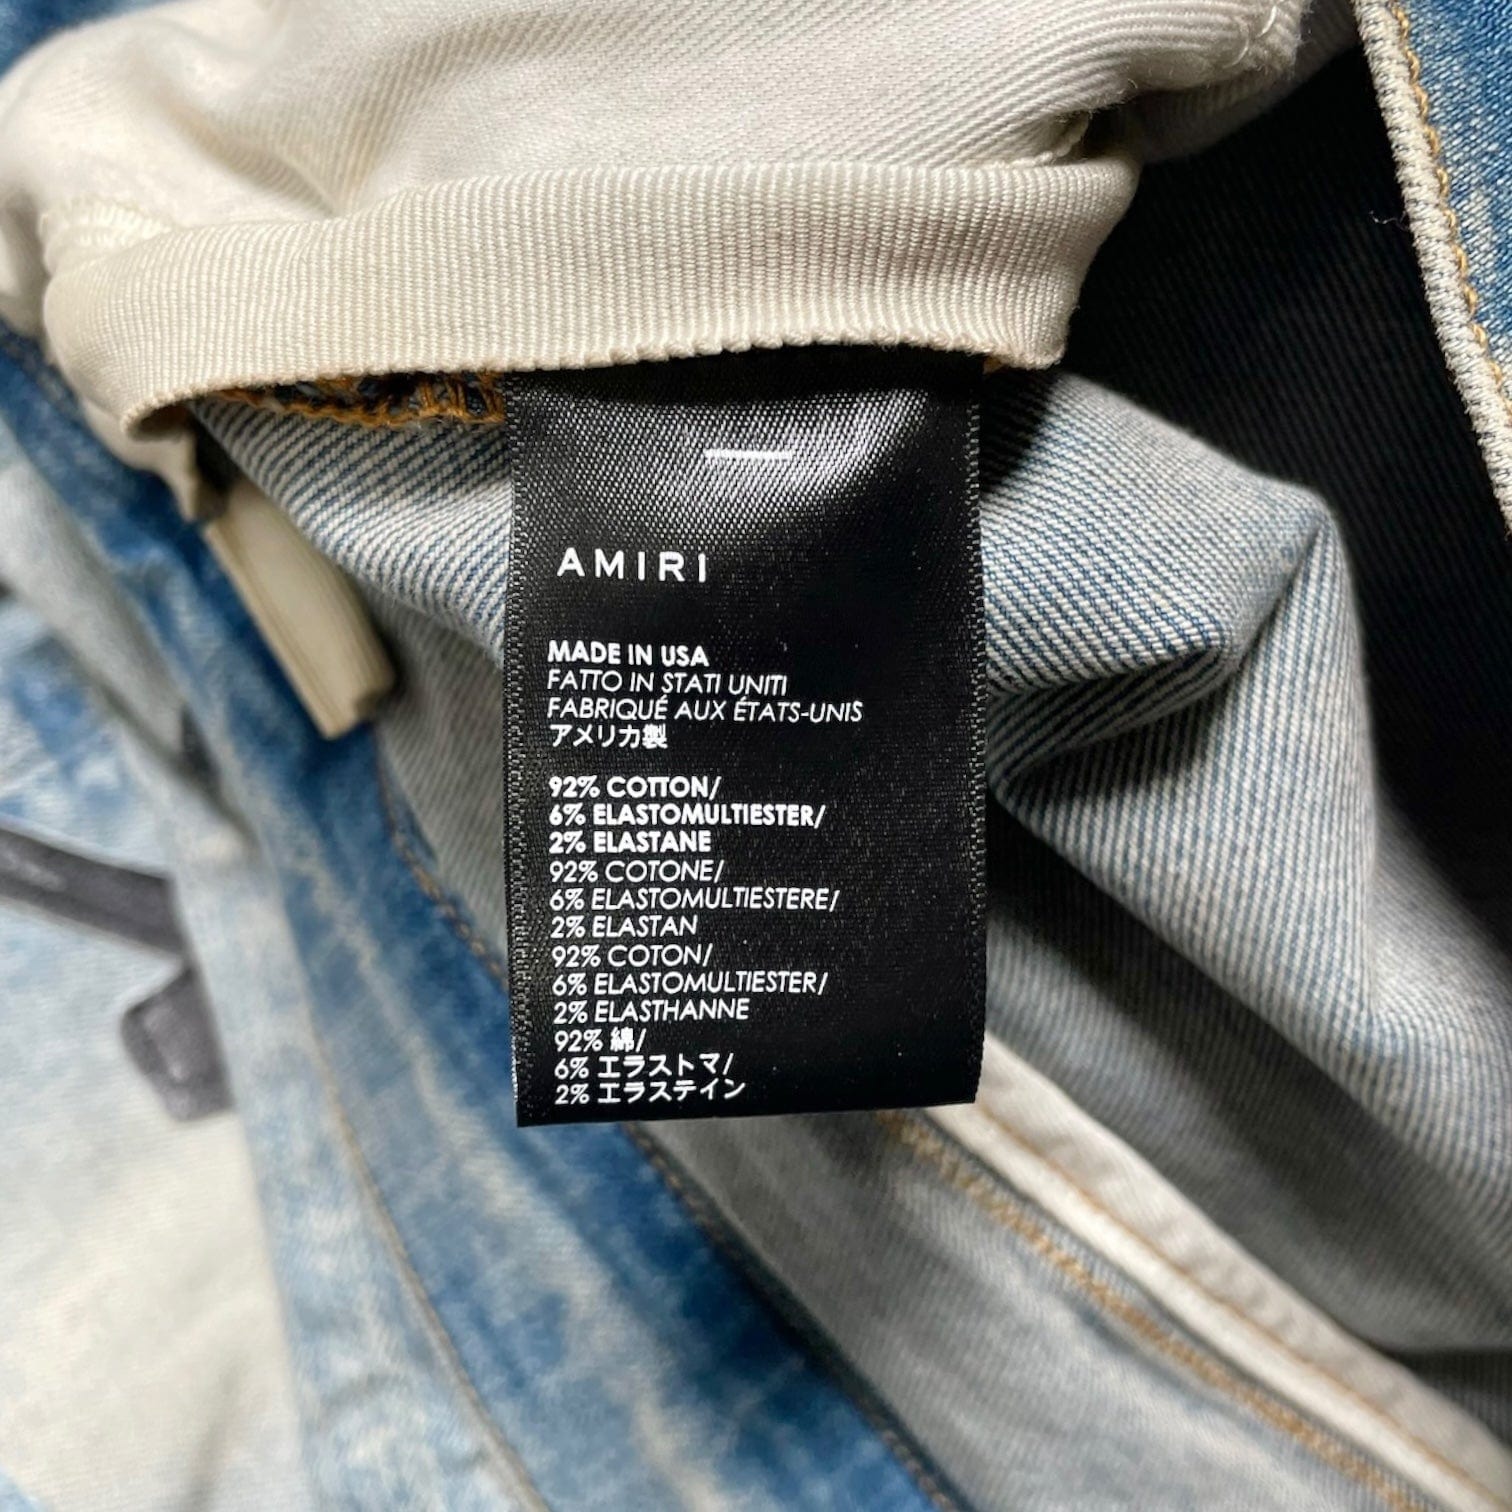 AMIRI
MADE IN USA
FATTO IN STATI UNITI
FABRIQUÉ AUX ÉTATS-UNIS
アメリカ製
92% COTTON/
6% ELASTOMULTIESTER/
2% ELASTANE
92% COTONE/
6% ELASTOMULTIESTERE/
2% ELASTAN
92% COTON/
6% ELASTOMULTIESTER/
2% ELASTHANNE
92% 綿/
6% エラストマ/
2% エラステイン